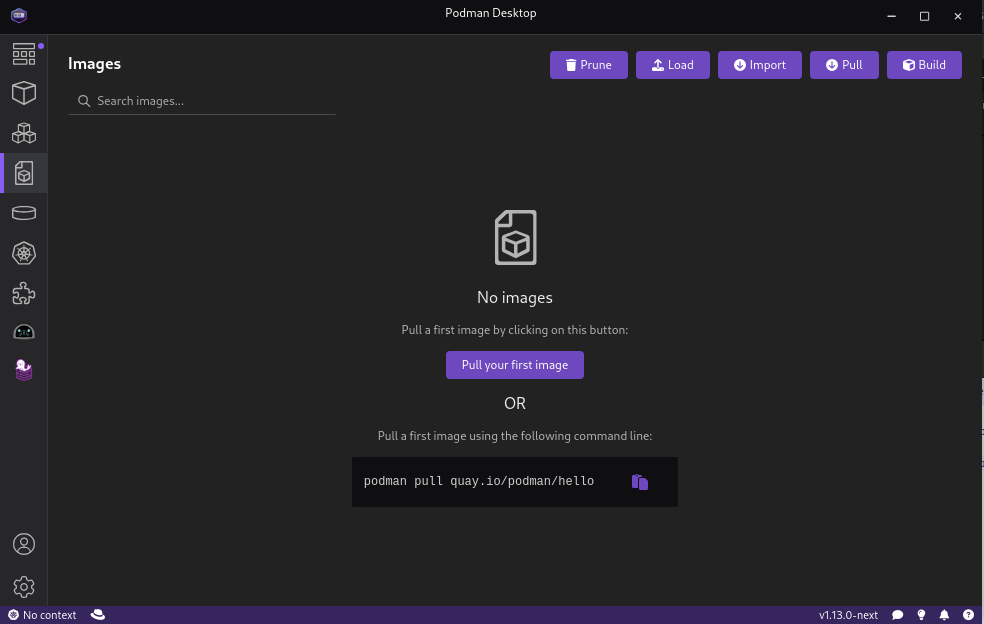 Podman Desktop
Images
Prune
Load
Import
Pull
Build
Search images...
No images
Pull a first image by clicking on this button:
Pull your first image
OR
Pull a first image using the following command line:
podman pull quay.io/podman/hello
No context
v1.13.0-next